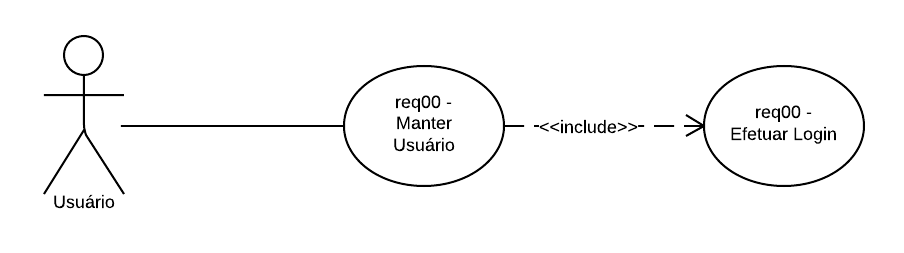 req00 -
Manter
Usuário
<<include>>
req00 -
Efetuar Login
Usuário